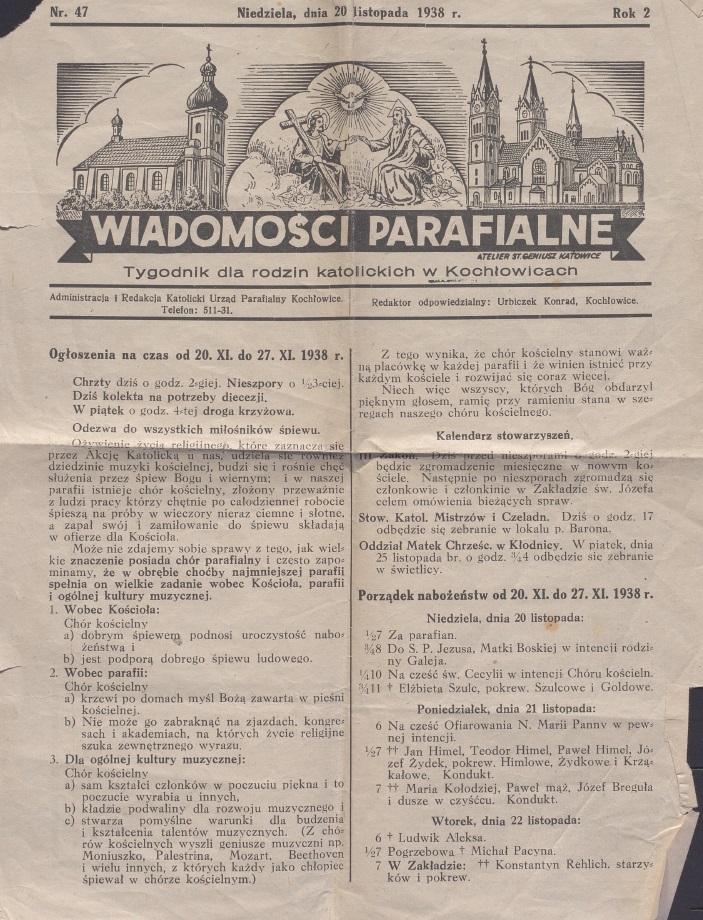 Nr. 47
Niedziela, dnia 20 listopada 1938 r.
Rok 2
WIADOMOŚCI PARAFIALNE
ATELIER ST. GENIUSZ KATOWICE
Tygodnik dla rodzin katolickich w Kochłowicach
Administracja i Redakcja Katolicki Urząd Parafialny Kochłowice.
Telefon: 511-31.
Redaktor odpowiedzialny: Urbiczek Konrad, Kochłowice.
Ogłoszenia na czas od 20. XI. do 27. XI. 1938 r.
Chrzty dziś o godz. 2-giej. Nieszpory o ½3-ciej.
Dziś kolekta na potrzeby diecezji.
W piątek o godz. 4-tej droga krzyżowa.
Odezwa do wszystkich miłośników śpiewu.
Ożywienie życia religijnego, które zaznacza się
przez Akcję Katolicką u nas, udziela się również
dziedzinie muzyki kościelnej, budzi się i rośnie chęć
służenia przez śpiew Bogu i wiernym; i w naszej
parafii istnieje chór kościelny, złożony przeważnie
z ludzi pracy którzy chętnie po całodziennej robocie
śpieszą na próby w wieczory nieraz ciemne i słotne,
a zapał swój i zamiłowanie do śpiewu składają
w ofierze dla Kościoła.
Może nie zdajemy sobie sprawy z tego, jak wiel-
kie znaczenie posiada chór parafialny i często zapo-
minamy, że w obrębie choćby najmniejszej parafii
spełnia on wielkie zadanie wobec Kościoła, parafii
i ogólnej kultury muzycznej.
1. Wobec Kościoła:
Chór kościelny
a) dobrym śpiewem podnosi uroczystość nabo-
żeństwa i
b) jest podporą dobrego śpiewu ludowego.
2. Wobec parafii:
Chór kościelny
a) krzewi po domach myśl Bożą zawarta w pieśni
kościelnej.
b) Nie może go zabraknąć na zjazdach, kongre-
sach i akademiach, na których życie religijne
szuka zewnętrznego wyrazu.
3. Dla ogólnej kultury muzycznej:
Chór kościelny
a) sam kształci członków w poczuciu piękna i to
poczucie wyrabia u innych,
b) kładzie podwaliny dla rozwoju muzycznego i
c) stwarza pomyślne warunki dla budzenia
i kształcenia talentów muzycznych. (Z chó-
rów kościelnych wyszli geniusze muzyczni np.
Moniuszko, Palestrina, Mozart, Beethoven
i wielu innych, z których każdy jako chłopiec
śpiewał w chórze kościelnym.)
Z tego wynika, że chór kościelny stanowi waż-
ną placówkę w każdej parafii i że winien istnieć przy
każdym kościele i rozwijać się coraz więcej.
Niech więc wszyscy, których Bóg obdarzył
pięknym głosem, ramię przy ramieniu stana w sze-
regach naszego chóru kościelnego.
Kalendarz stowarzyszeń.
III Zakon. Dziś przed nieszporami o godz. 2-giej
będzie zgromadzenie miesięczne w nowym ko-
ściele. Następnie po nieszporach zgromadzą się
członkowie i członkinie w Zakładzie św. Józefa
celem omówienia bieżących spraw.
Stow. Katol. Mistrzów i Czeladn. Dziś o godz. 17
odbędzie się zebranie w lokalu p. Barona.
Oddział Matek Chrześc. w Kłodnicy. W piątek, dnia
25 listopada br. o godz. ¾4 odbędzie się zebranie
w świetlicy.
Porządek nabożeństw od 20. XI. do 27. XI. 1938 r.
Niedziela, dnia 20 listopada:
½7 Za parafian.
¾8 Do S. P. Jezusa, Matki Boskiej w intencii rodzi-
ny Galeja.
¼10 Na cześć św. Cecylii w intencji Chóru kościeln.
¾11 † Elżbieta Szulc, pokrew. Szulcowe i Goldowe.
Poniedziałek, dnia 21 listopada:
6 Na cześć Ofiarowania N. Marii Panny w pew-
nej intencji.
½7 †† Jan Himel, Teodor Himel, Paweł Himel, Jó-
zef Żydek, pokrew. Himlowe, Żydkowe i Krzą-
kałowe, Kondukt.
7 †† Maria Kołodziej, Paweł mąż, Józef Breguła
i dusze w czyśćcu. Kondukt.
Wtorek, dnia 22 listopada:
6 † Ludwik Aleksa.
½7 Pogrzebowa † Michał Pacyna.
7 W Zakładzie: †† Konstantyn Rehlich, starzy-
ków i pokrew.